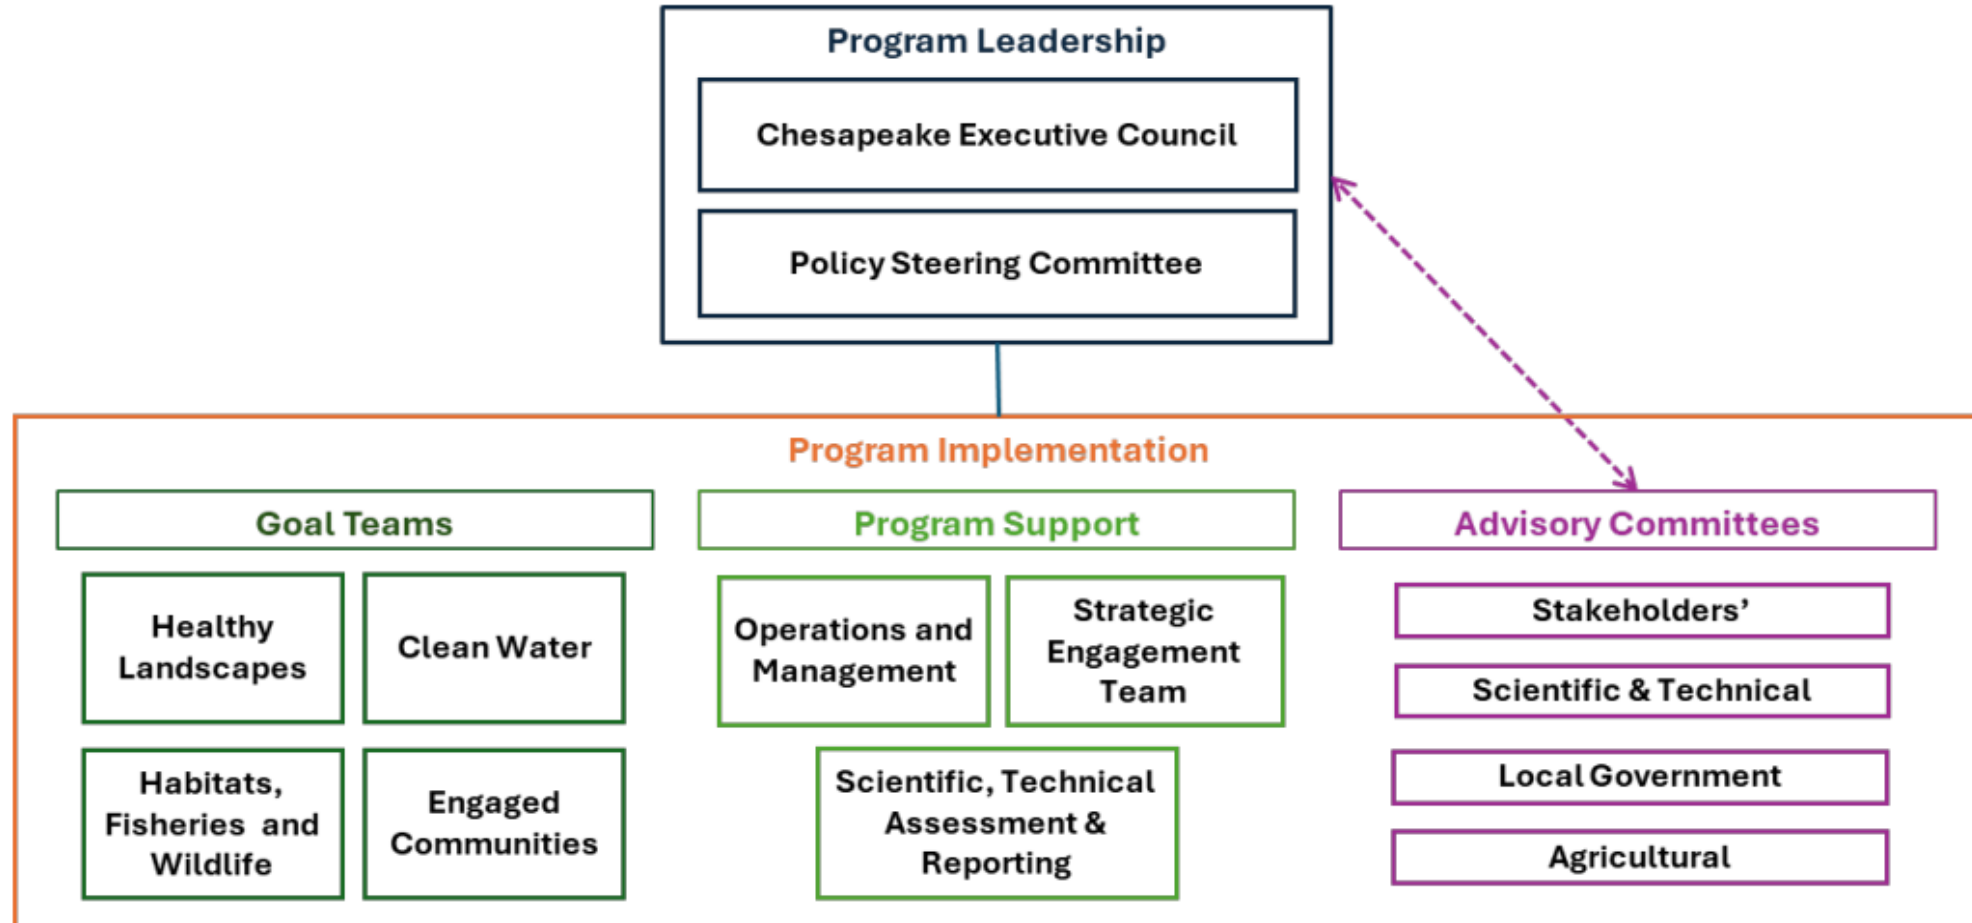 Program Leadership
Chesapeake Executive Council
Policy Steering Committee
Program Implementation
Goal Teams
Healthy
Landscapes
Clean Water
Habitats,
Fisheries and
Wildlife
Engaged
Communities
Program Support
Operations and
Management
Strategic
Engagement
Team
Scientific, Technical
Assessment &
Reporting
Advisory Committees
Stakeholders’
Scientific & Technical
Local Government
Agricultural